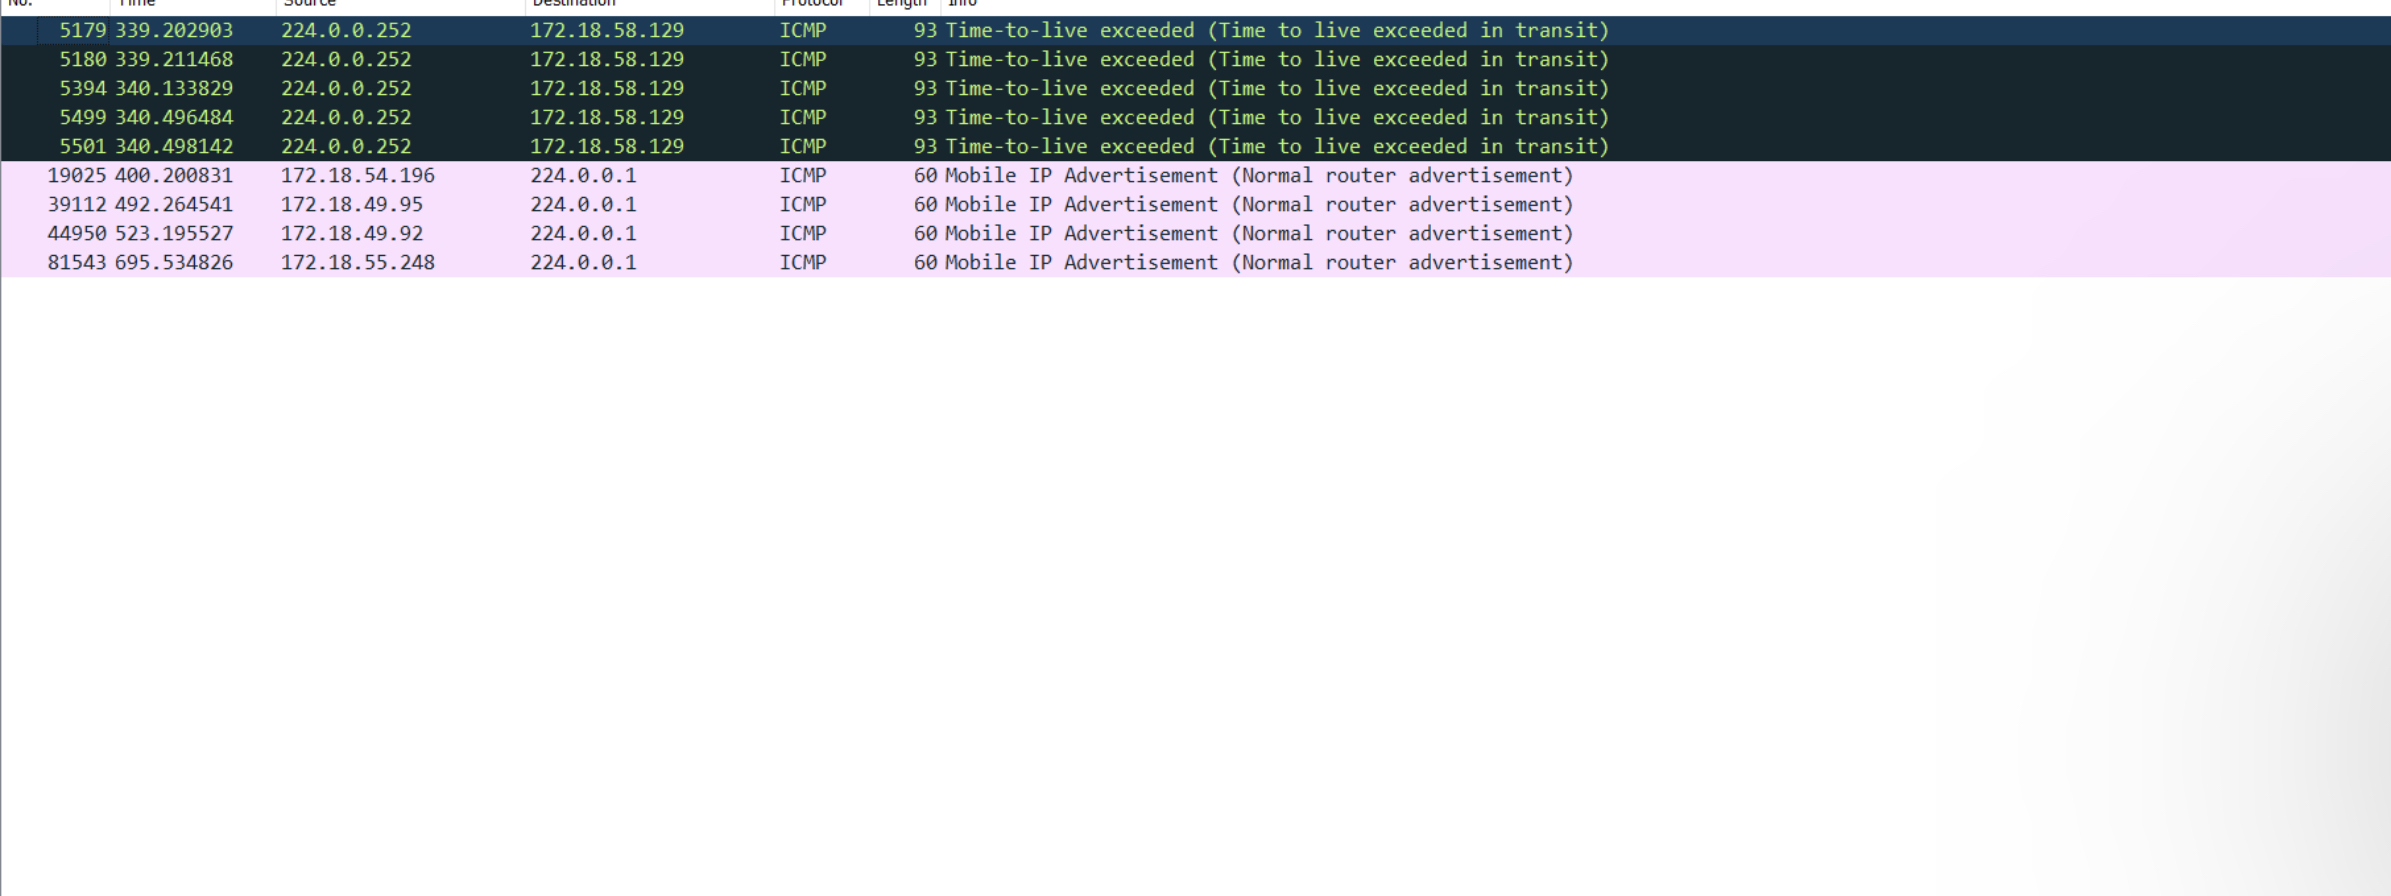 No. Time Source Destination Protocol Length Info
5179 339.202903 224.0.0.252 172.18.58.129 ICMP 93 Time-to-live exceeded (Time to live exceeded in transit)
5180 339.211468 224.0.0.252 172.18.58.129 ICMP 93 Time-to-live exceeded (Time to live exceeded in transit)
5394 340.133829 224.0.0.252 172.18.58.129 ICMP 93 Time-to-live exceeded (Time to live exceeded in transit)
5499 340.496484 224.0.0.252 172.18.58.129 ICMP 93 Time-to-live exceeded (Time to live exceeded in transit)
5501 340.498142 224.0.0.252 172.18.58.129 ICMP 93 Time-to-live exceeded (Time to live exceeded in transit)
19025 400.200831 172.18.54.196 224.0.0.1 ICMP 60 Mobile IP Advertisement (Normal router advertisement)
39112 492.264541 172.18.49.95 224.0.0.1 ICMP 60 Mobile IP Advertisement (Normal router advertisement)
44950 523.195527 172.18.49.92 224.0.0.1 ICMP 60 Mobile IP Advertisement (Normal router advertisement)
81543 695.534826 172.18.55.248 224.0.0.1 ICMP 60 Mobile IP Advertisement (Normal router advertisement)